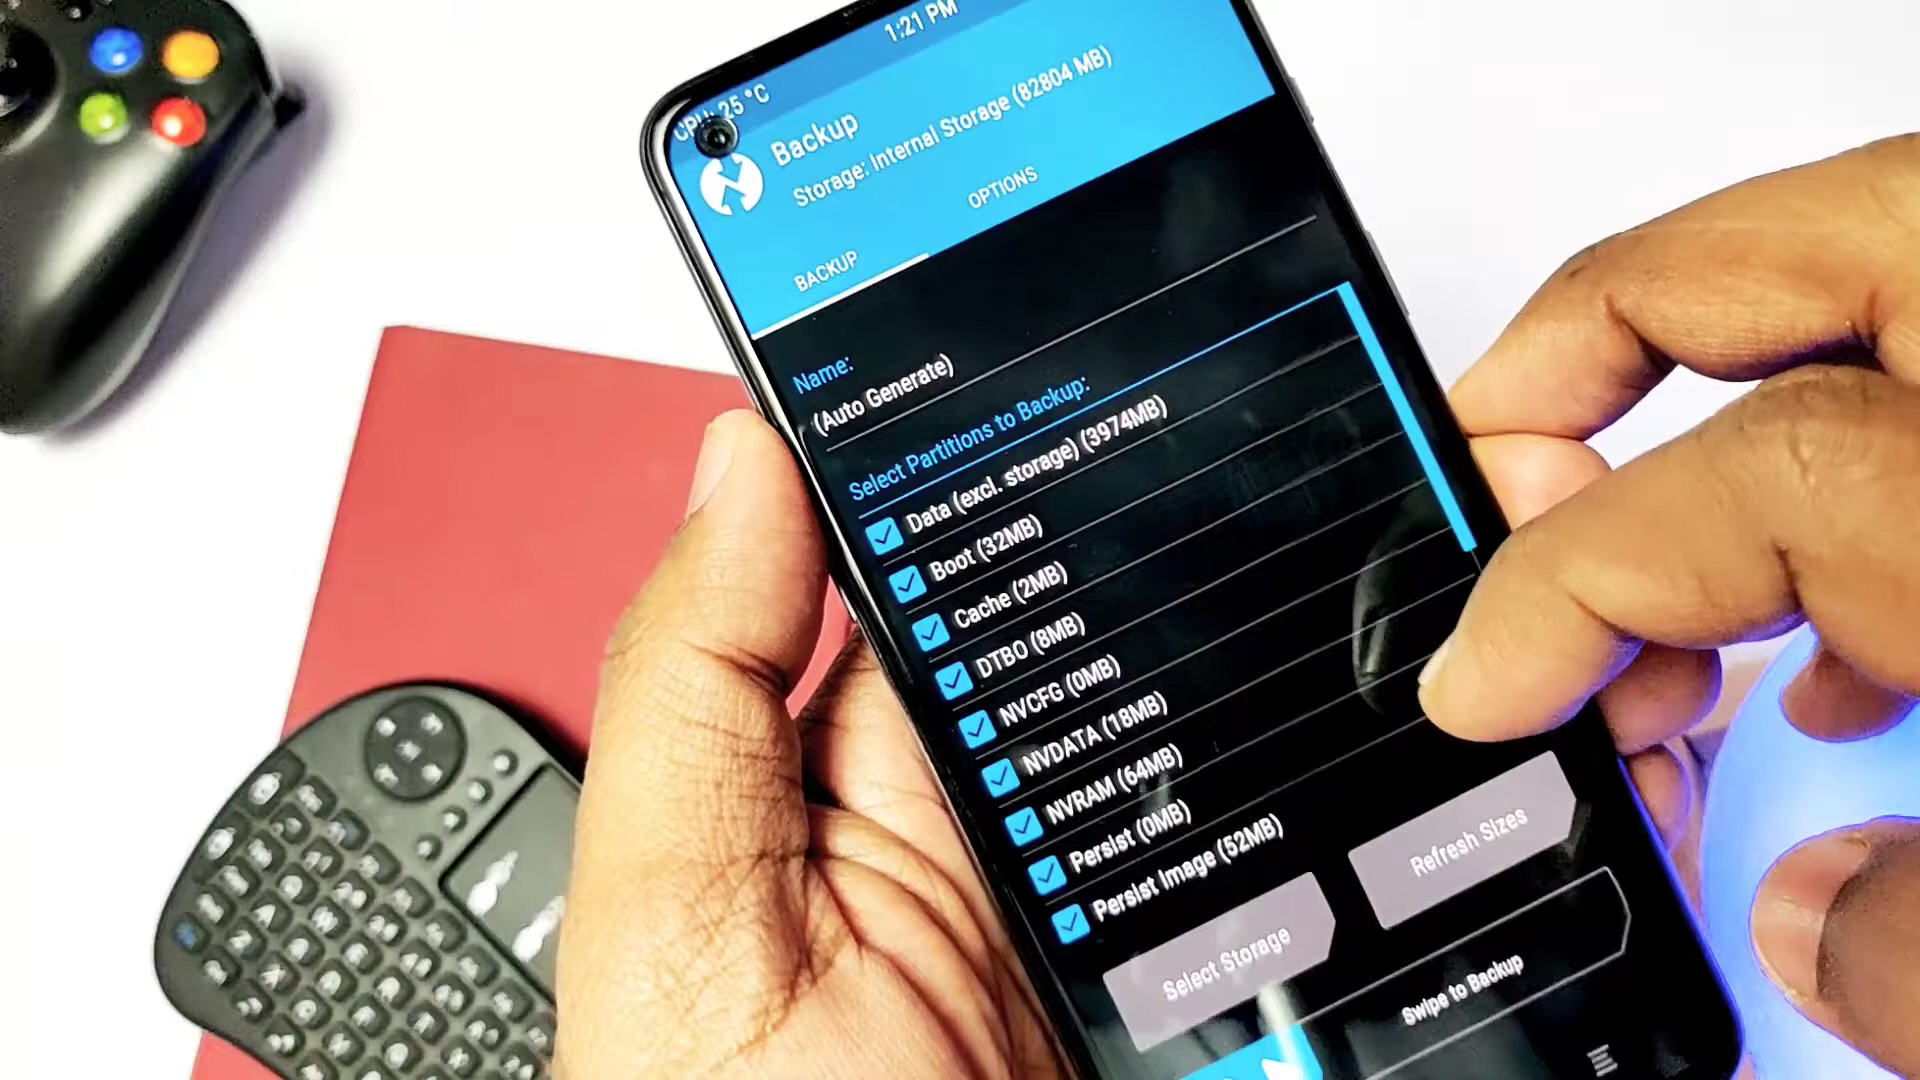 1:21 PM
CPU: 25 °C
Backup
Storage: Internal Storage (82804 MB)
BACKUP
OPTIONS
Name:
(Auto Generate)
Select Partitions to Backup:
Data (excl. storage) (3974MB)
Boot (32MB)
Cache (2MB)
DTBO (8MB)
NVCFG (0MB)
NVDATA (18MB)
NVRAM (64MB)
Persist (0MB)
Persist Image (52MB)
Select Storage
Refresh Sizes
Swipe to Backup